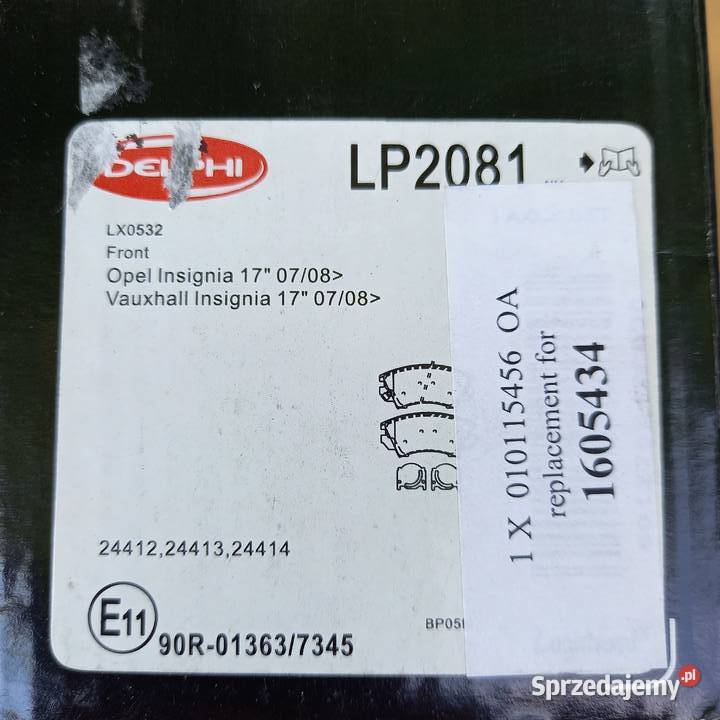 DELPHI
LP2081
LX0532
Front
Opel Insignia 17" 07/08>
Vauxhall Insignia 17" 07/08>
24412,24413,24414
E11
90R-01363/7345
BP05
1 X 010115456 OA
replacement for
1605434
Sprzedajemy.pl